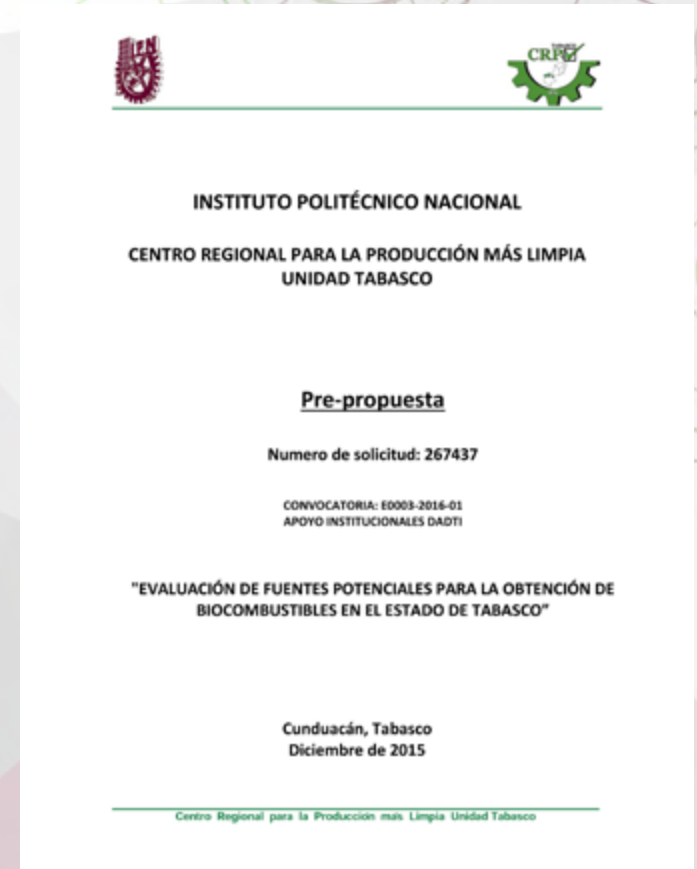 IPN
CRP
INSTITUTO POLITÉCNICO NACIONAL
CENTRO REGIONAL PARA LA PRODUCCIÓN MÁS LIMPIA
UNIDAD TABASCO
Pre-propuesta
Numero de solicitud: 267437
CONVOCATORIA: E0003-2016-01
APOYO INSTITUCIONALES DADTI
"EVALUACIÓN DE FUENTES POTENCIALES PARA LA OBTENCIÓN DE
BIOCOMBUSTIBLES EN EL ESTADO DE TABASCO"
Cunduacán, Tabasco
Diciembre de 2015
Centro Regional para la Producción más Limpia Unidad Tabasco